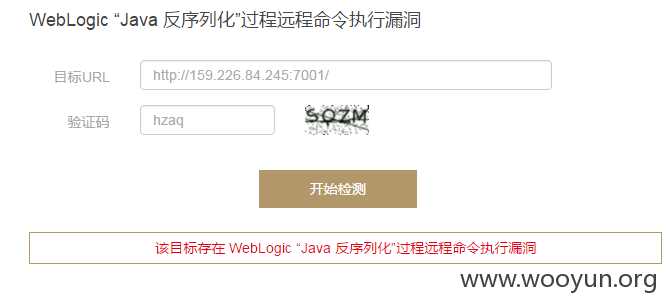 WebLogic “Java 反序列化”过程远程命令执行漏洞
目标URL http://159.226.84.245:7001/
验证码 hzaq SQZM
开始检测
该目标存在 WebLogic “Java 反序列化”过程远程命令执行漏洞
www.wooyun.org